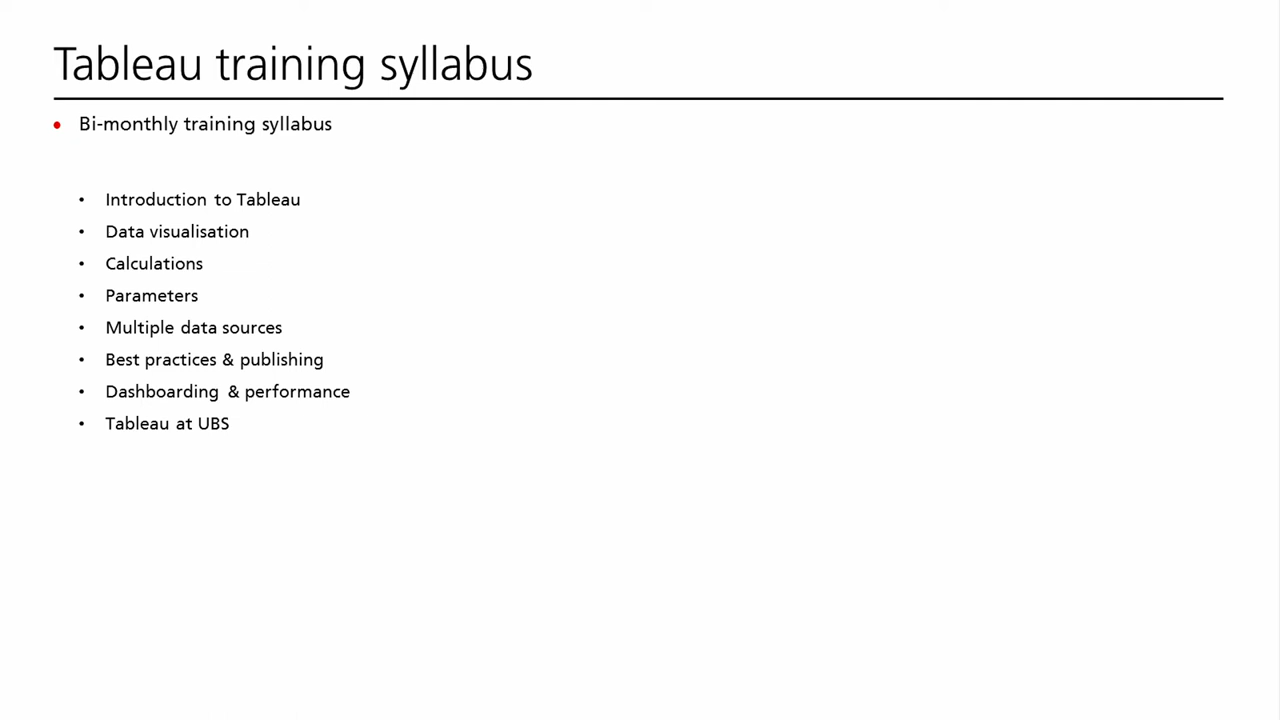 Tableau training syllabus
• Bi-monthly training syllabus
• Introduction to Tableau
• Data visualisation
• Calculations
• Parameters
• Multiple data sources
• Best practices & publishing
• Dashboarding & performance
• Tableau at UBS